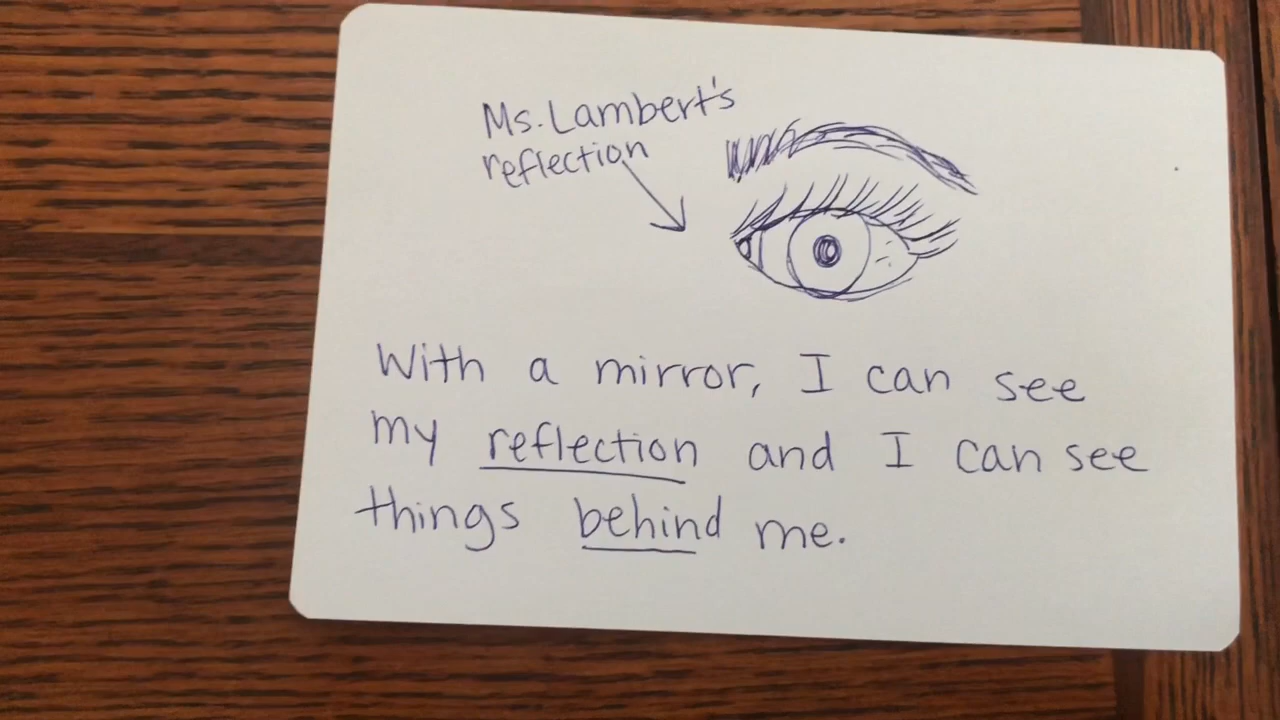 Ms. Lambert's
reflection
With a mirror, I can see
my reflection and I can see
things behind me.